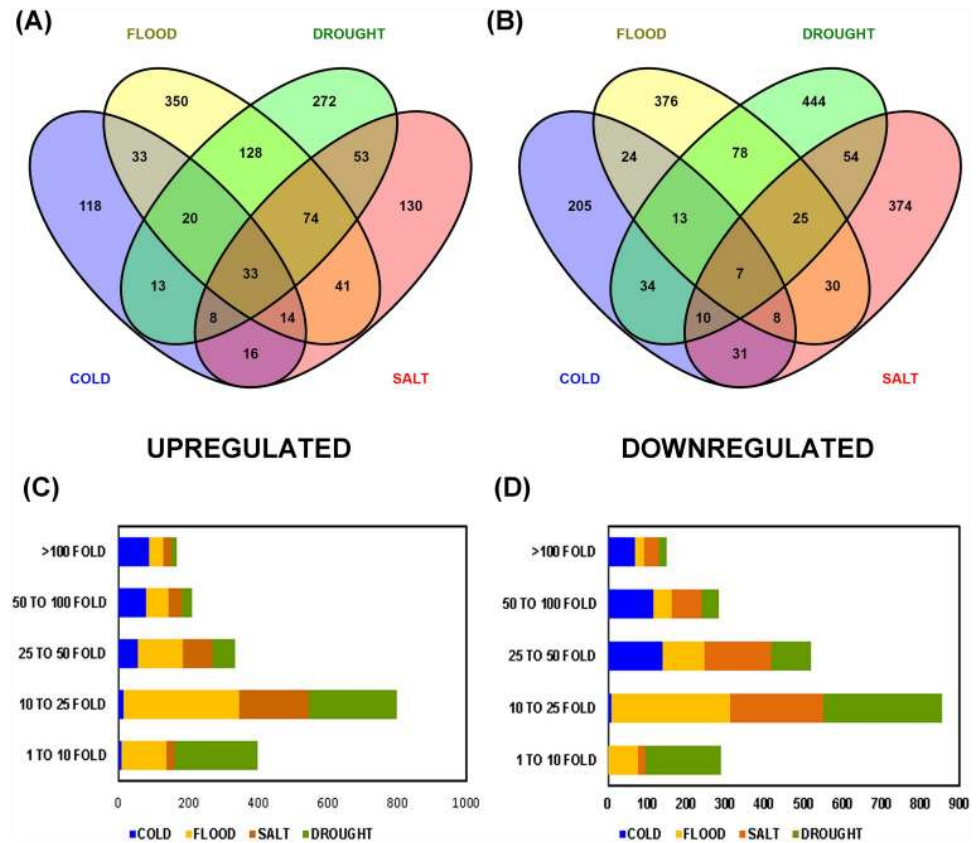 (A)
(B)
FLOOD DROUGHT
FLOOD DROUGHT
350 272
33 128 53
118 20 74 130
33
13 41
8 14
16
COLD SALT
376 444
24 78 54
205 13 25 374
7
34 30
10 8
31
COLD SALT
UPREGULATED
DOWNREGULATED
(C)
>100 FOLD
50 TO 100 FOLD
25 TO 50 FOLD
10 TO 25 FOLD
1 TO 10 FOLD
0 200 400 600 800 1000
COLD FLOOD SALT DROUGHT
(D)
>100 FOLD
50 TO 100 FOLD
25 TO 50 FOLD
10 TO 25 FOLD
1 TO 10 FOLD
0 100 200 300 400 500 600 700 800 900
COLD FLOOD SALT DROUGHT